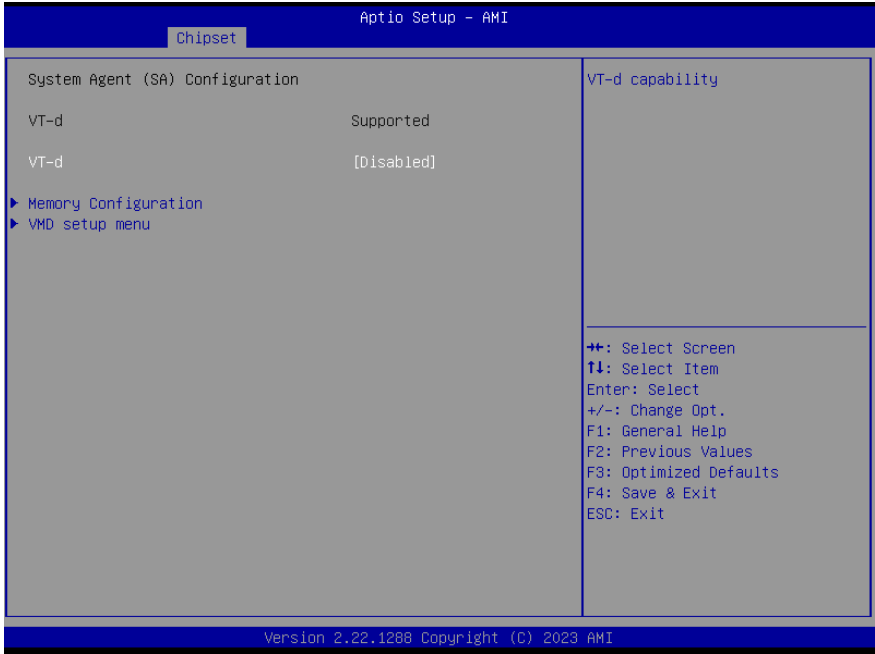 Aptio Setup - AMI
Chipset
System Agent (SA) Configuration
VT-d Supported
VT-d [Disabled]
Memory Configuration
VMD setup menu
VT-d capability
→←: Select Screen
↑↓: Select Item
Enter: Select
+/-: Change Opt.
F1: General Help
F2: Previous Values
F3: Optimized Defaults
F4: Save & Exit
ESC: Exit
Version 2.22.1288 Copyright (C) 2023 AMI